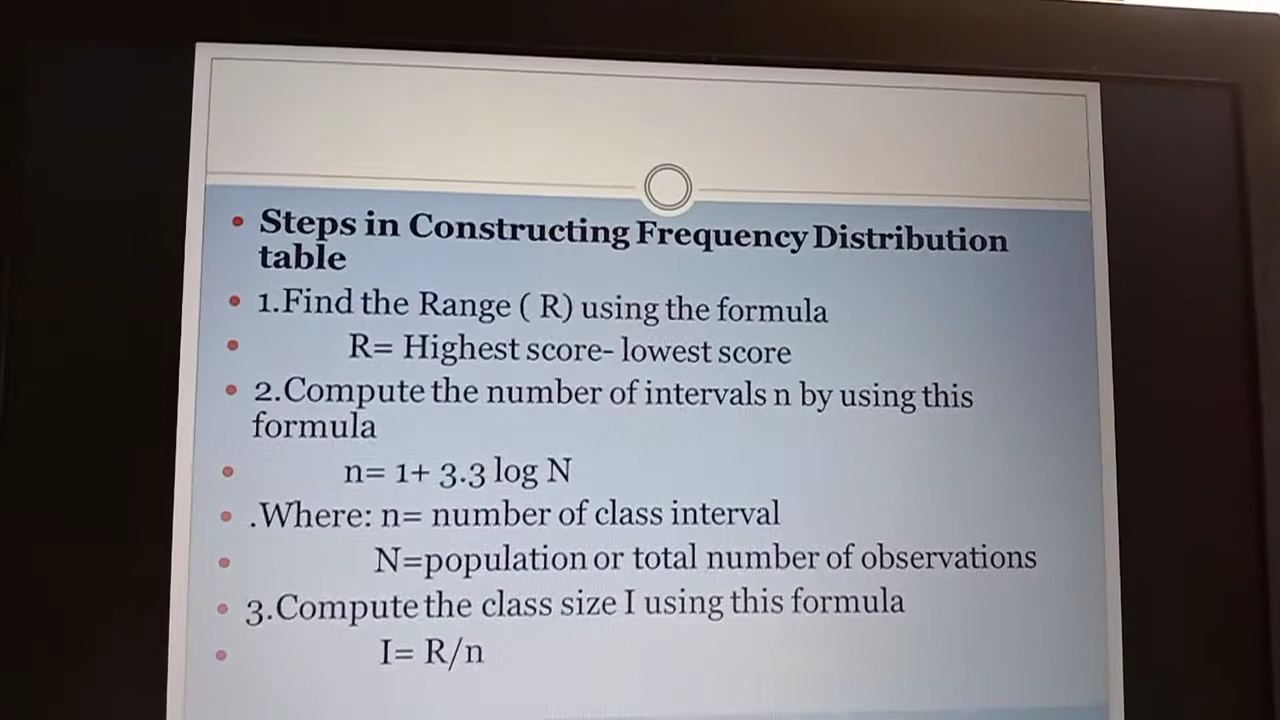 Steps in Constructing Frequency Distribution
table
1.Find the Range ( R) using the formula
R= Highest score- lowest score
2.Compute the number of intervals n by using this
formula
n= 1+ 3.3 log N
.Where: n= number of class interval
N=population or total number of observations
3.Compute the class size I using this formula
I= R/n